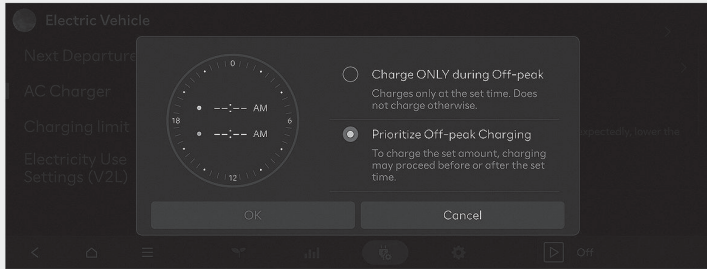 Electric Vehicle
Next Departure
AC Charger
Charging limit
Electricity Use
Settings (V2L)
0
6
12
18
--:-- AM
--:-- AM
Charge ONLY during Off-peak
Charges only at the set time. Does
not charge otherwise.
Prioritize Off-peak Charging
To charge the set amount, charging
may proceed before or after the set
time.
lower the
OK
Cancel
Off